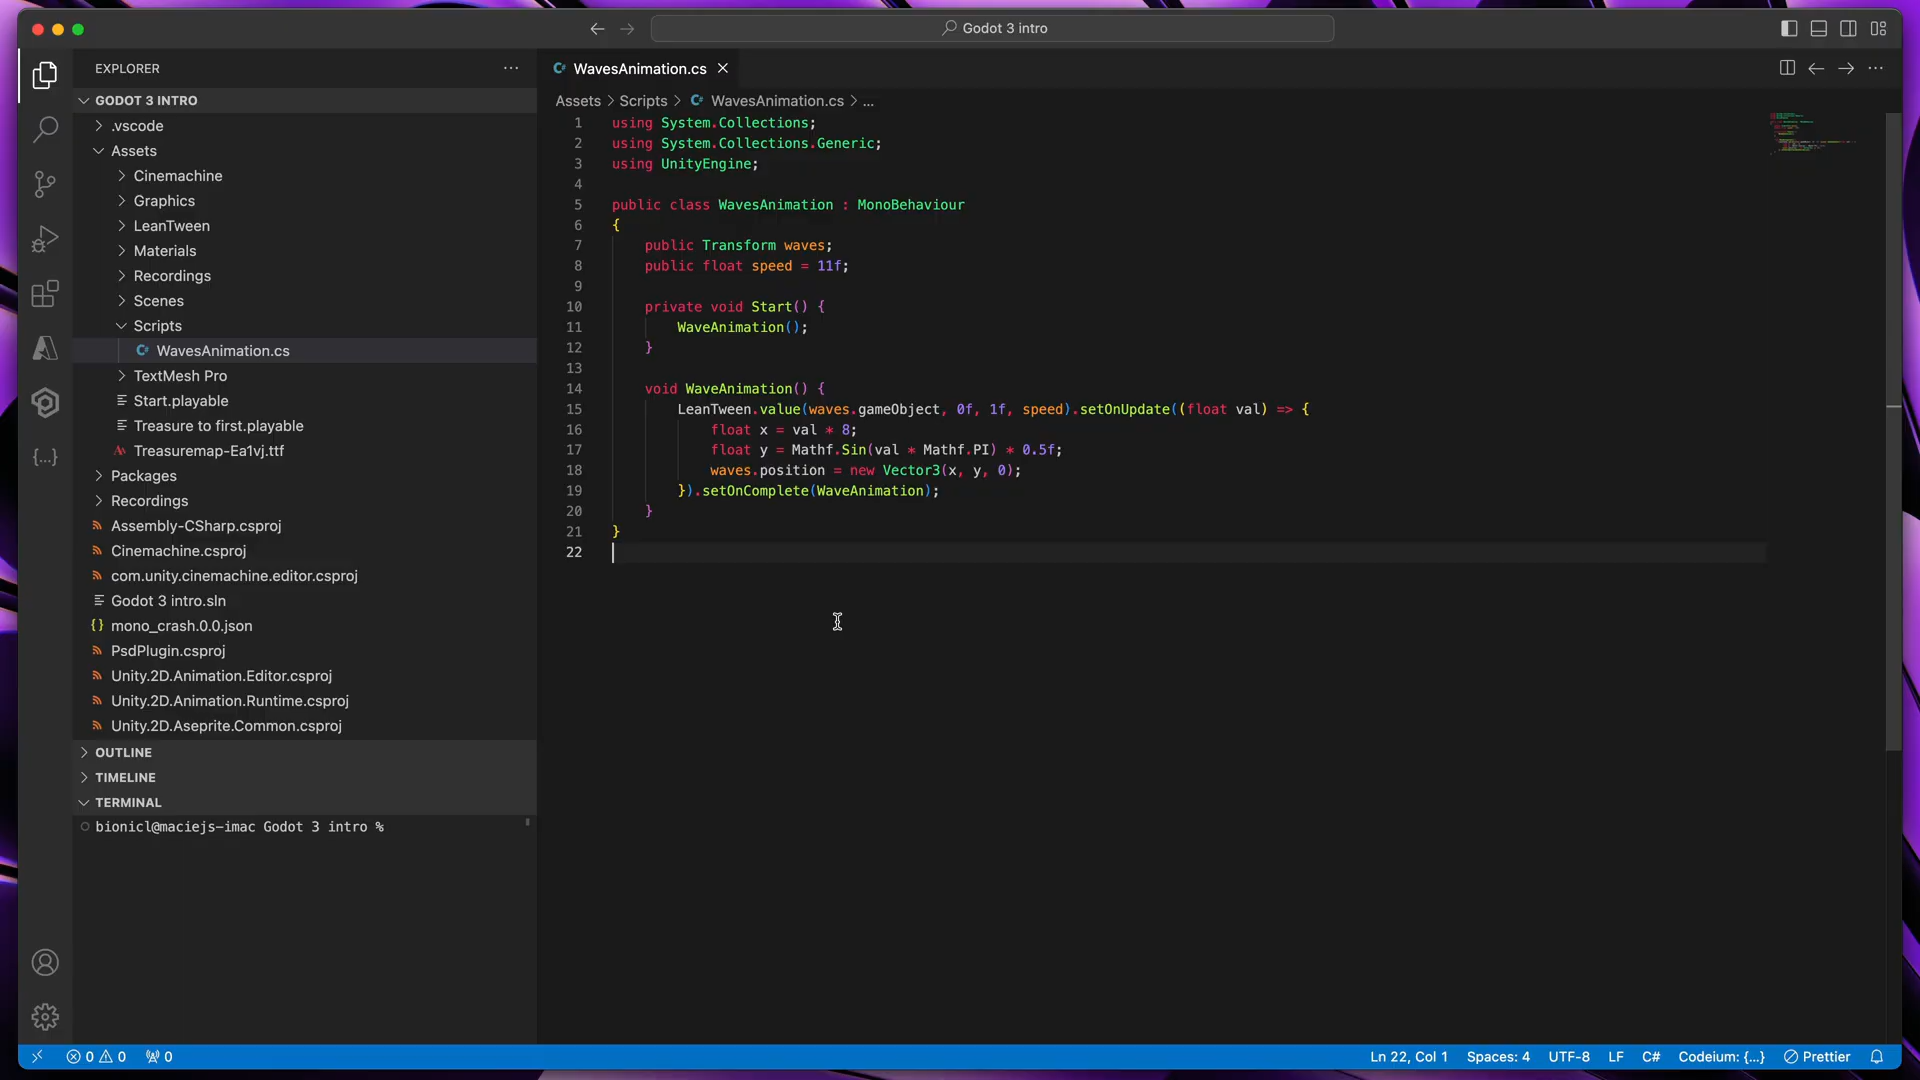 Godot 3 intro
EXPLORER
GODOT 3 INTRO
.vscode
Assets
Cinemachine
Graphics
LeanTween
Materials
Recordings
Scenes
Scripts
WavesAnimation.cs
TextMesh Pro
Start.playable
Treasure to first.playable
Treasuremap-Ea1vj.ttf
Packages
Recordings
Assembly-CSharp.csproj
Cinemachine.csproj
com.unity.cinemachine.editor.csproj
Godot 3 intro.sln
mono_crash.0.0.json
PsdPlugin.csproj
Unity.2D.Animation.Editor.csproj
Unity.2D.Animation.Runtime.csproj
Unity.2D.Aseprite.Common.csproj
OUTLINE
TIMELINE
TERMINAL
bionicl@maciejs-imac Godot 3 intro %
WavesAnimation.cs
Assets > Scripts > WavesAnimation.cs > ...
1 using System.Collections;
2 using System.Collections.Generic;
3 using UnityEngine;
4
5 public class WavesAnimation : MonoBehaviour
6 {
7 public Transform waves;
8 public float speed = 11f;
9
10 private void Start() {
11 WaveAnimation();
12 }
13
14 void WaveAnimation() {
15 LeanTween.value(waves.gameObject, 0f, 1f, speed).setOnUpdate((float val) => {
16 float x = val * 8;
17 float y = Mathf.Sin(val * Mathf.PI) * 0.5f;
18 waves.position = new Vector3(x, y, 0);
19 }).setOnComplete(WaveAnimation);
20 }
21 }
22
0 0 0
Ln 22, Col 1 Spaces: 4 UTF-8 LF C# Codeium: {...} Prettier